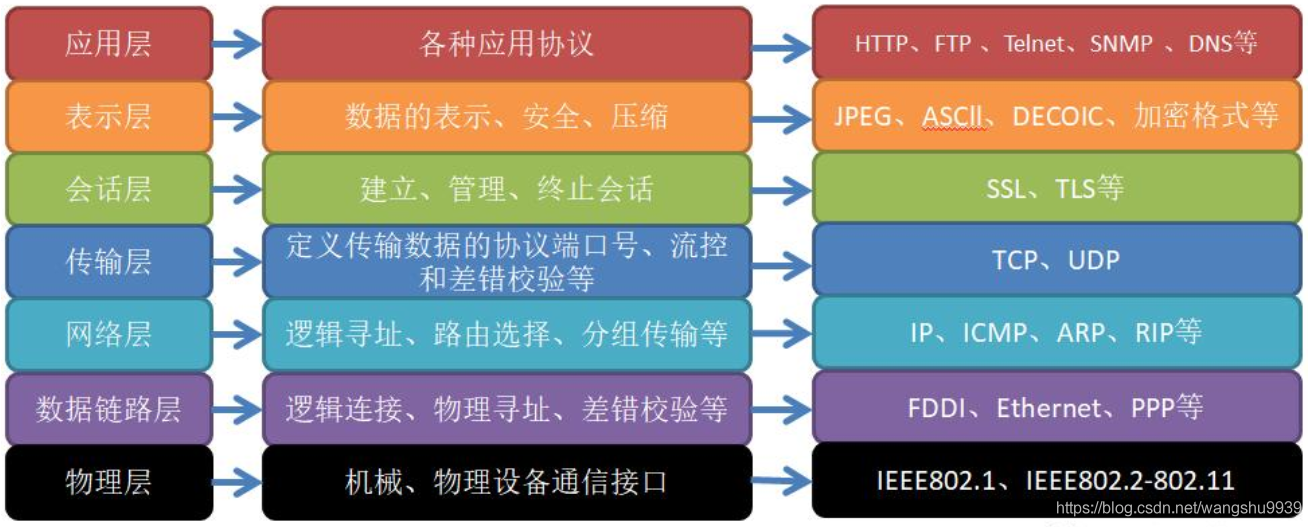 应用层
各种应用协议
HTTP、FTP 、Telnet、SNMP 、DNS等
表示层
数据的表示、安全、压缩
JPEG、ASCll、DECOIC、加密格式等
会话层
建立、管理、终止会话
SSL、TLS等
传输层
定义传输数据的协议端口号、流控
和差错校验等
TCP、UDP
网络层
逻辑寻址、路由选择、分组传输等
IP、ICMP、ARP、RIP等
数据链路层
逻辑连接、物理寻址、差错校验等
FDDI、Ethernet、PPP等
物理层
机械、物理设备通信接口
IEEE802.1、IEEE802.2-802.11
https://blog.csdn.net/wangshu9939